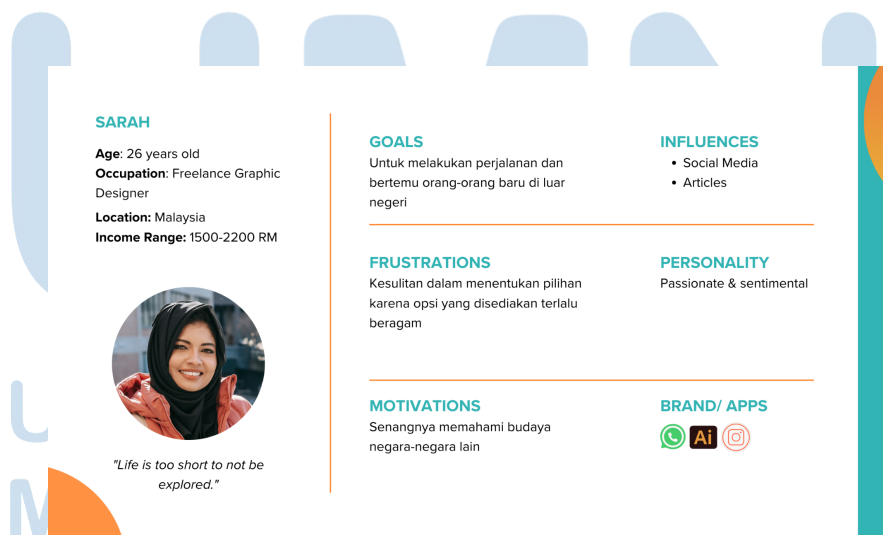 SARAH
Age: 26 years old
Occupation: Freelance Graphic
Designer
Location: Malaysia
Income Range: 1500-2200 RM
"Life is too short to not be
explored."
GOALS
Untuk melakukan perjalanan dan
bertemu orang-orang baru di luar
negeri
INFLUENCES
• Social Media
• Articles
FRUSTRATIONS
Kesulitan dalam menentukan pilihan
karena opsi yang disediakan terlalu
beragam
PERSONALITY
Passionate & sentimental
MOTIVATIONS
Senangnya memahami budaya
negara-negara lain
BRAND/ APPS
Ai